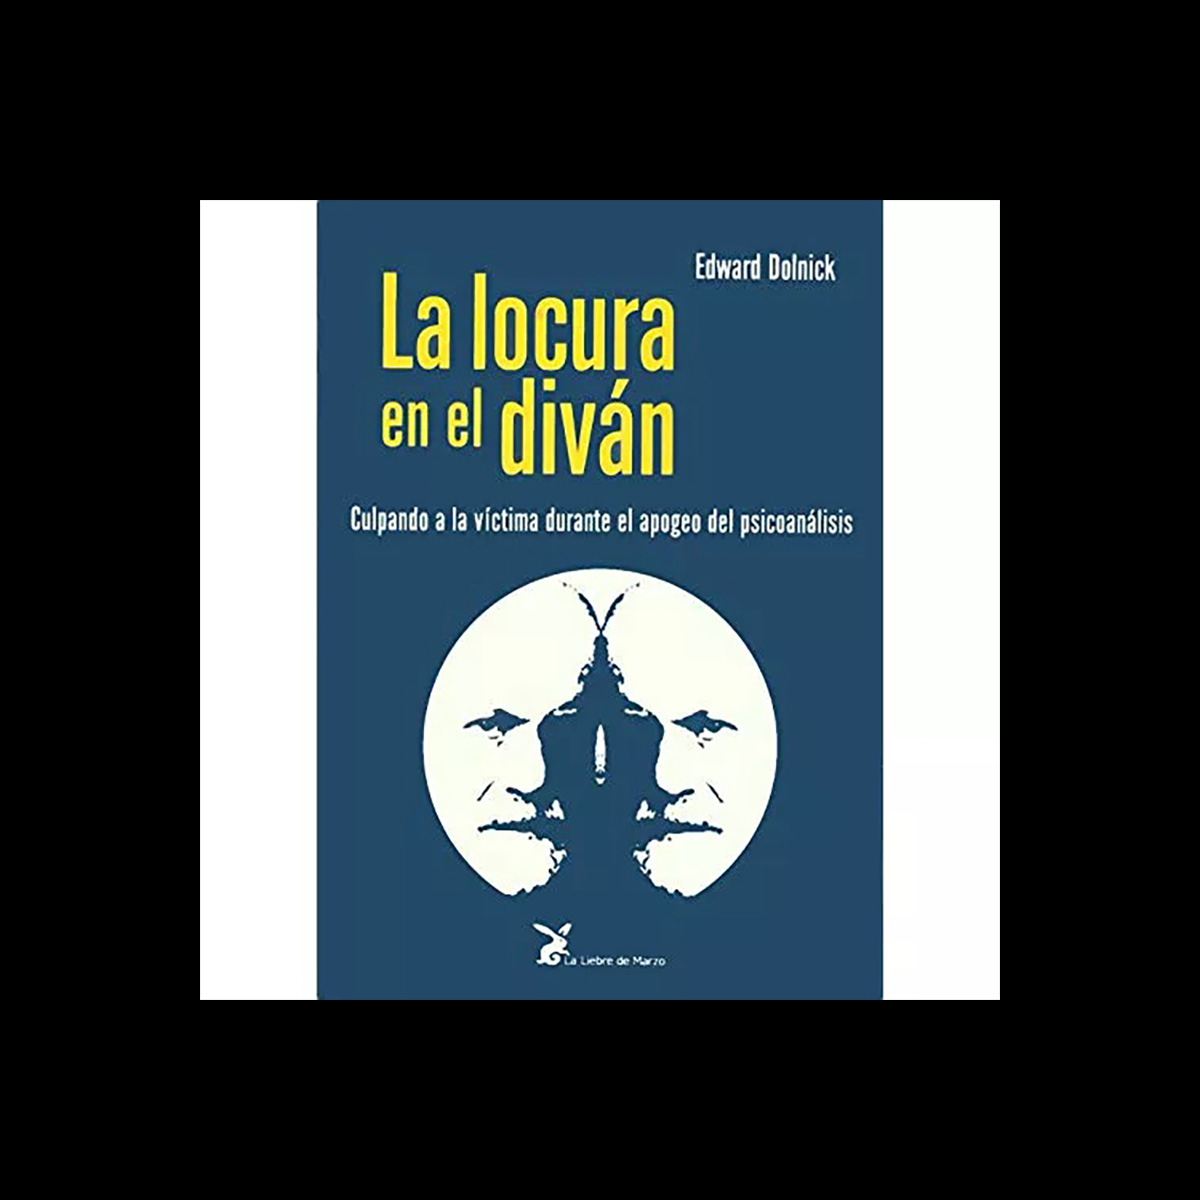 Edward Dolnick
La locura
en el diván
Culpando a la víctima durante el apogeo del psicoanálisis
La Liebre de Marzo